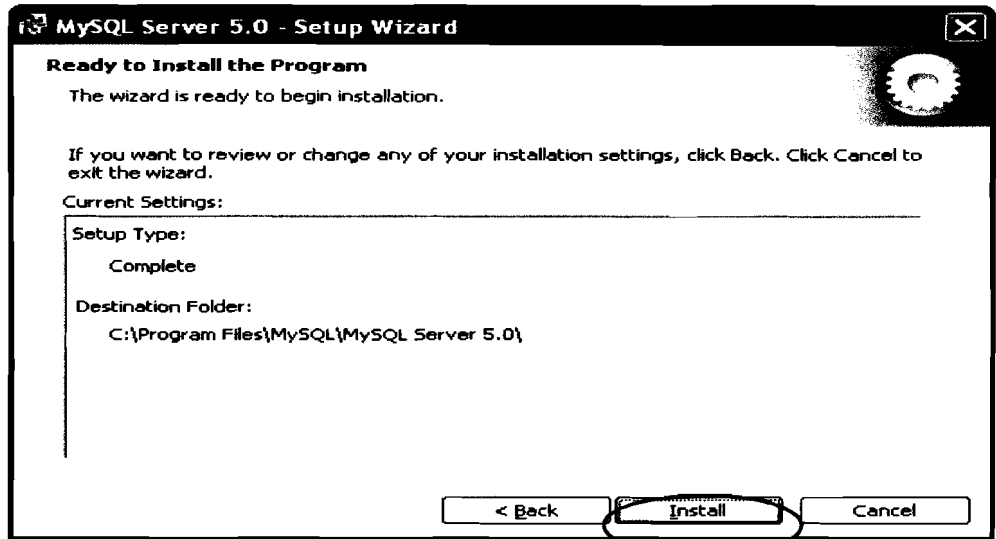 MySQL Server 5.0 - Setup Wizard
Ready to Install the Program
The wizard is ready to begin installation.
If you want to review or change any of your installation settings, click Back. Click Cancel to
exit the wizard.
Current Settings:
Setup Type:
Complete
Destination Folder:
C:\Program Files\MySQL\MySQL Server 5.0\
< Back
Install
Cancel